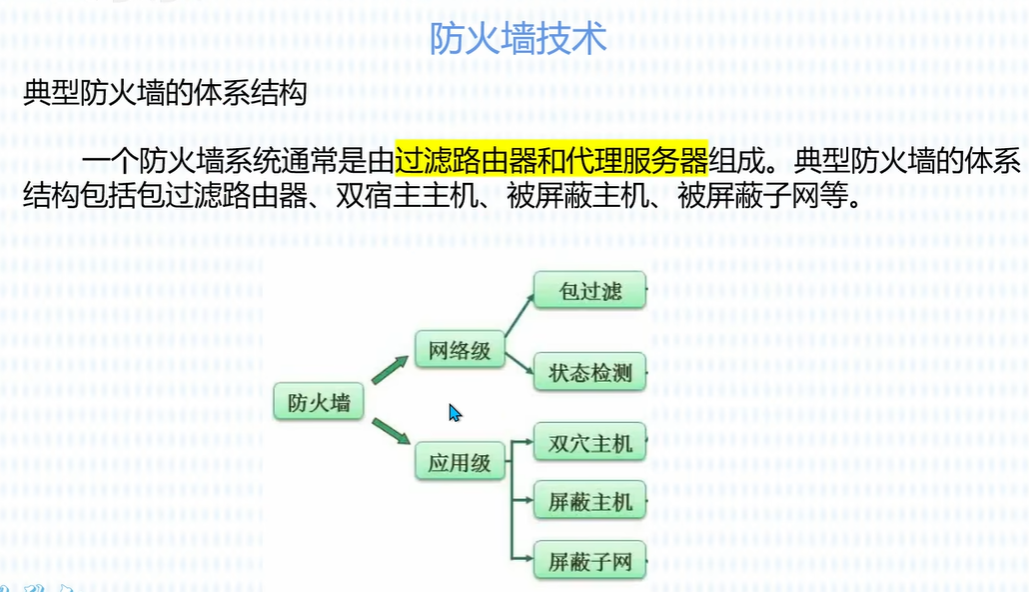 防火墙技术
典型防火墙的体系结构
一个防火墙系统通常是由过滤路由器和代理服务器组成。典型防火墙的体系
结构包括包过滤路由器、双宿主主机、被屏蔽主机、被屏蔽子网等。
包过滤
网络级
状态检测
防火墙
双穴主机
应用级
屏蔽主机
屏蔽子网